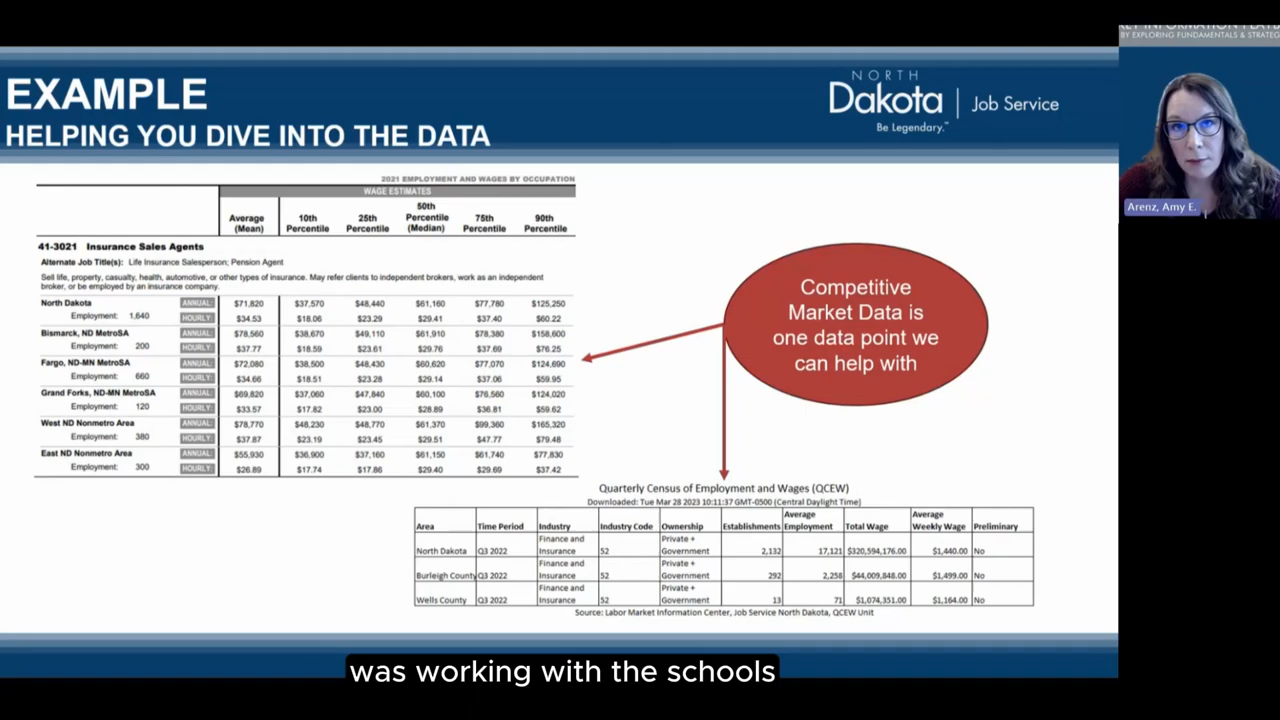 KEY INFORMATION
BY EXPLORING FUNDAMENTALS & STRATEG
EXAMPLE
HELPING YOU DIVE INTO THE DATA
NORTH
Dakota
Be Legendary.™
Job Service
Arenz, Amy E.
2021 EMPLOYMENT AND WAGES BY OCCUPATION
WAGE ESTIMATES
Average (Mean) 10th Percentile 25th Percentile 50th Percentile (Median) 75th Percentile 90th Percentile
41-3021 Insurance Sales Agents
Alternate Job Title(s): Life Insurance Salesperson; Pension Agent
Sell life, property, casualty, health, automotive, or other types of insurance. May refer clients to independent brokers, work as an independent
broker, or be employed by an insurance company.
North Dakota ANNUAL: $71,820 $37,570 $48,440 $61,160 $77,780 $125,250
Employment: 1,640 HOURLY: $34.53 $18.06 $23.29 $29.41 $37.40 $60.22
Bismarck, ND MetroSA ANNUAL: $78,560 $38,670 $49,110 $61,910 $78,380 $158,600
Employment: 200 HOURLY: $37.77 $18.59 $23.61 $29.76 $37.69 $76.25
Fargo, ND-MN MetroSA ANNUAL: $72,080 $38,500 $48,430 $60,620 $77,070 $124,690
Employment: 660 HOURLY: $34.66 $18.51 $23.28 $29.14 $37.06 $59.95
Grand Forks, ND-MN MetroSA ANNUAL: $69,820 $37,060 $47,840 $60,100 $76,560 $124,020
Employment: 120 HOURLY: $33.57 $17.82 $23.00 $28.89 $36.81 $59.62
West ND Nonmetro Area ANNUAL: $78,770 $48,230 $48,770 $61,370 $99,360 $165,320
Employment: 380 HOURLY: $37.87 $23.19 $23.45 $29.51 $47.77 $79.48
East ND Nonmetro Area ANNUAL: $55,930 $36,900 $37,160 $61,150 $61,740 $77,830
Employment: 300 HOURLY: $26.89 $17.74 $17.86 $29.40 $29.69 $37.42
Competitive
Market Data is
one data point we
can help with
Quarterly Census of Employment and Wages (QCEW)
Downloaded: Tue Mar 28 2023 10:11:37 GMT-0500 (Central Daylight Time)
Area Time Period Industry Industry Code Ownership Establishments Average Employment Total Wage Average Weekly Wage Preliminary
North Dakota Q3 2022 Finance and Insurance 52 Private + Government 2,132 17,121 $320,594,176.00 $1,440.00 No
Burleigh County Q3 2022 Finance and Insurance 52 Private + Government 292 2,258 $44,009,848.00 $1,499.00 No
Wells County Q3 2022 Finance and Insurance 52 Private + Government 13 71 $1,074,351.00 $1,164.00 No
Source: Labor Market Information Center, Job Service North Dakota, QCEW Unit
was working with the schools